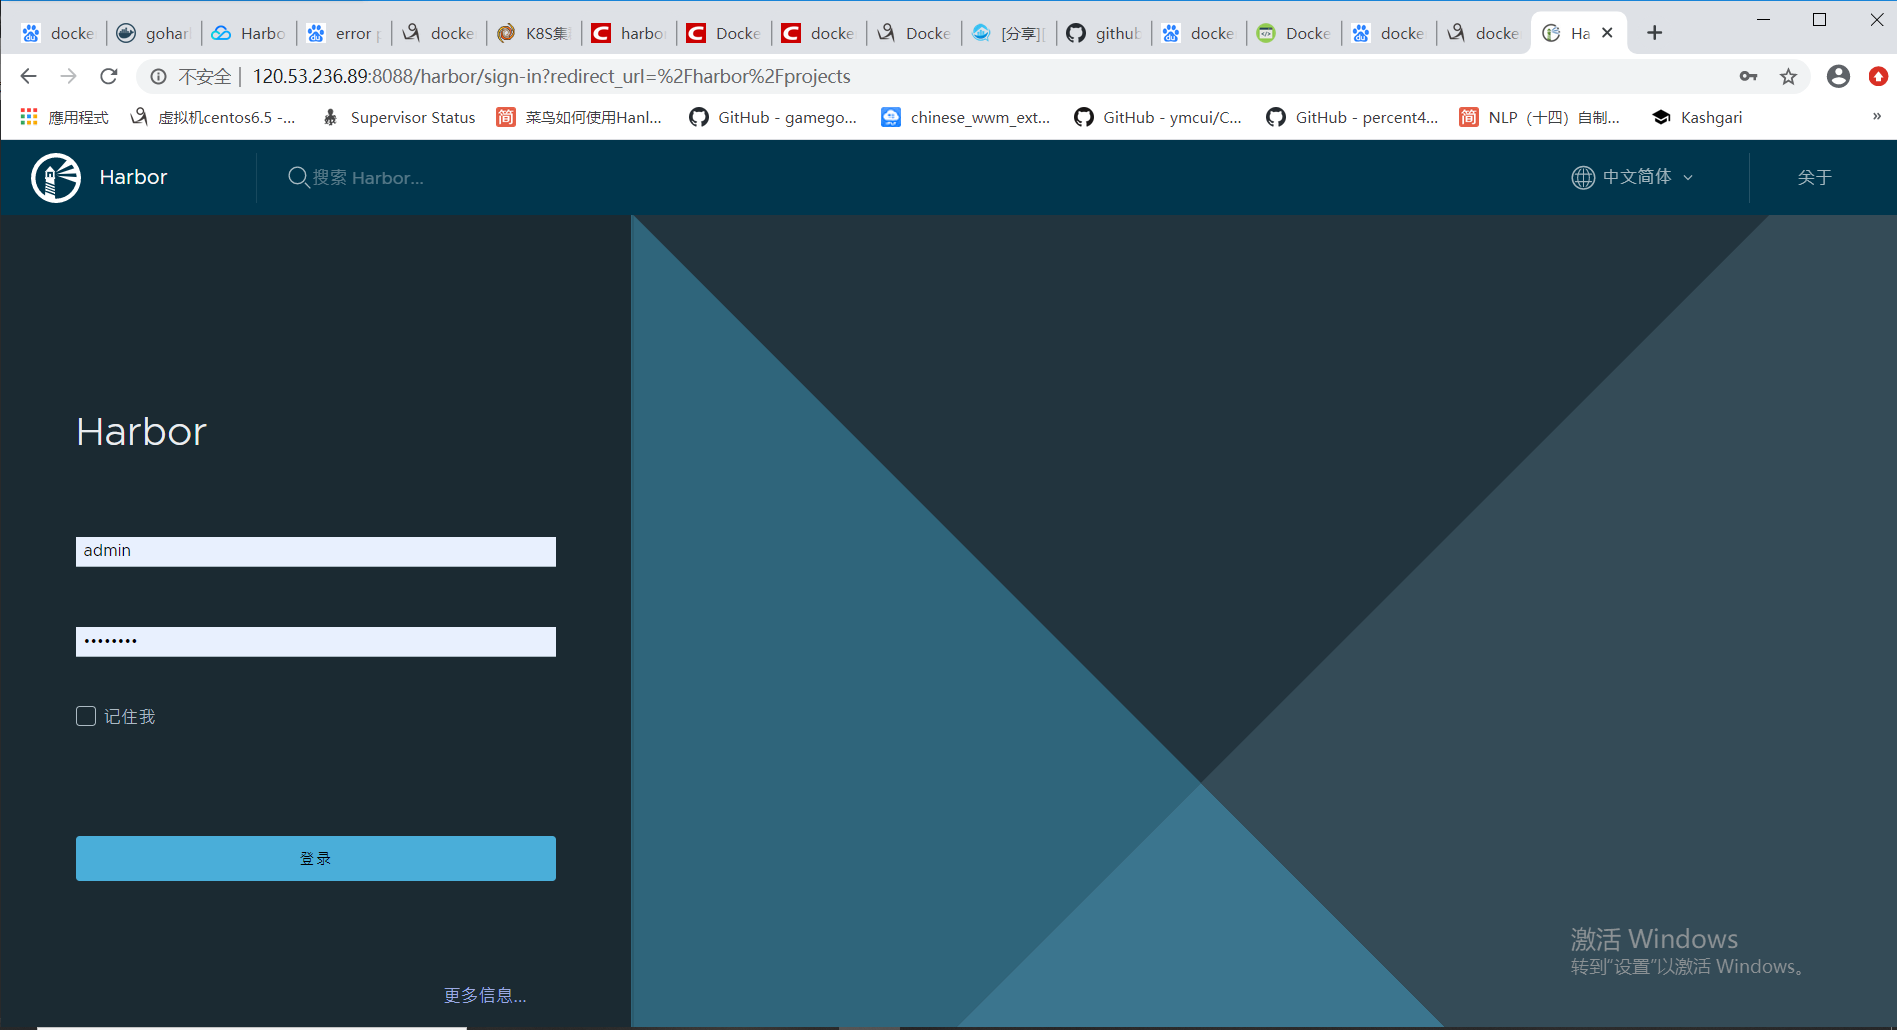 docke
gohar
Harbo
error
docke
K8S集
harbo
Docke
docke
Docke
[分享][
github
docke
Docke
docke
docke
Ha
不安全 | 120.53.236.89:8088/harbor/sign-in?redirect_url=%2Fharbor%2Fprojects
應用程式
虚拟机centos6.5 -...
Supervisor Status
简 菜鸟如何使用Hanl...
GitHub - gamego...
chinese_wwm_ext...
GitHub - ymcui/C...
GitHub - percent4...
简 NLP（十四）自制...
Kashgari
»
Harbor
搜索 Harbor...
中文简体
关于
Harbor
admin
••••••••
记住我
登录
更多信息...
激活 Windows
转到"设置"以激活 Windows。